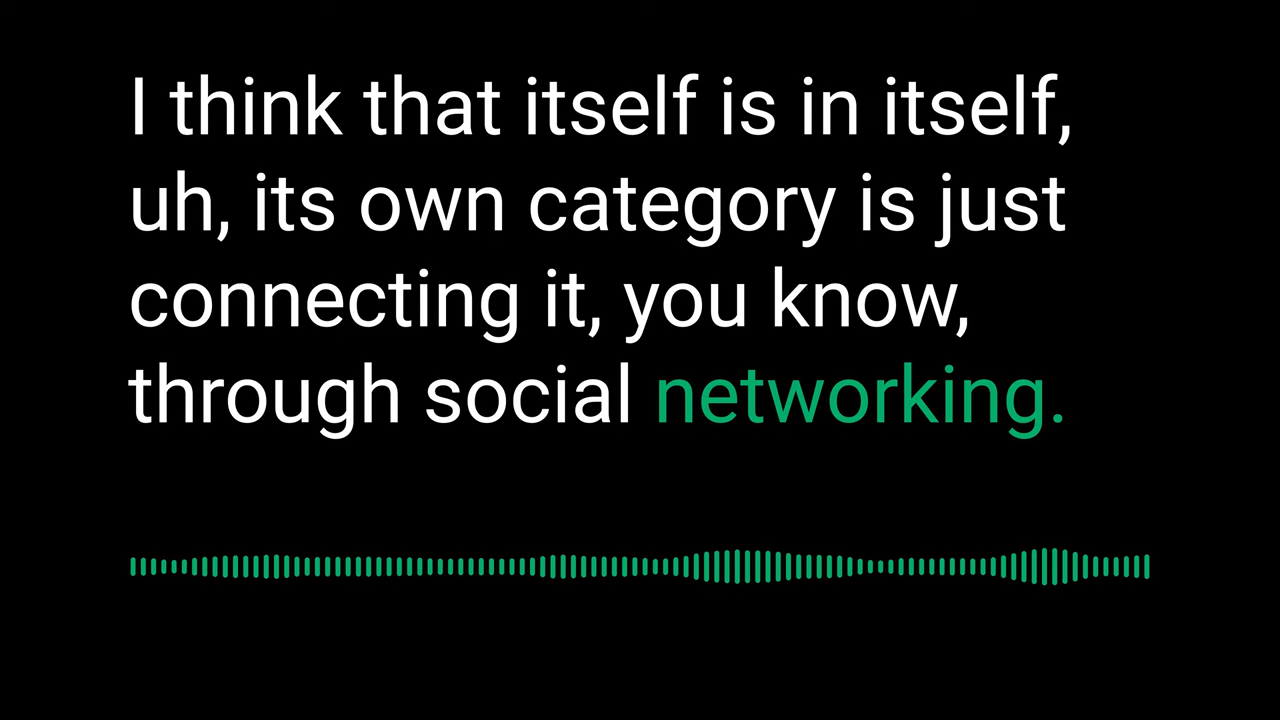 I think that itself is in itself,
uh, its own category is just
connecting it, you know,
through social networking.